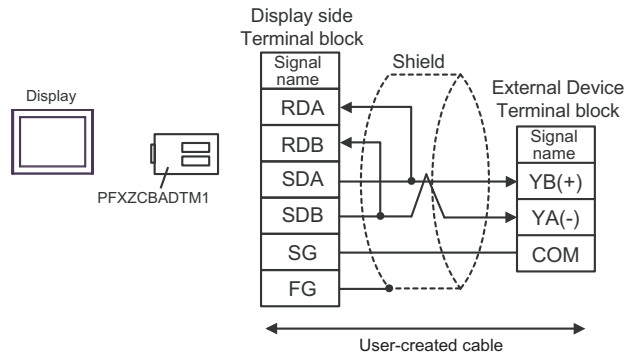 Display side
Terminal block
Shield
External Device
Terminal block
Display
PFXZCBADTM1
Signal
name
RDA
RDB
SDA
SDB
SG
FG
Signal
name
YB(+)
YA(-)
COM
User-created cable